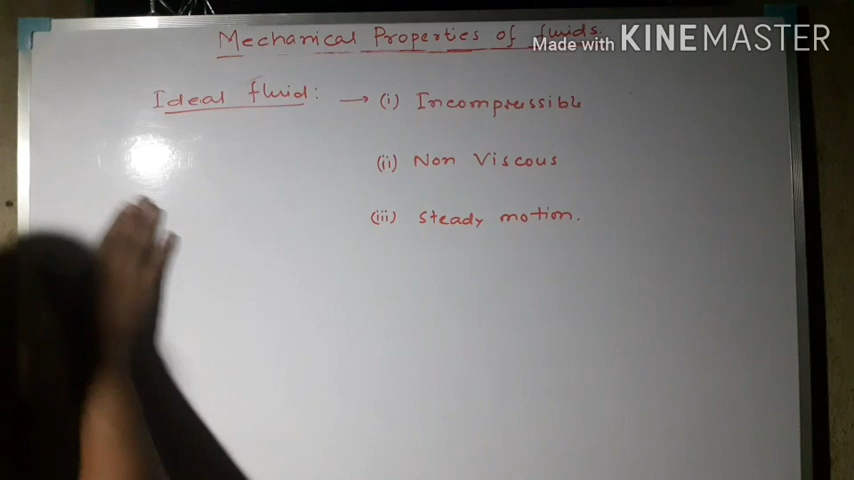 Mechanical Properties of fluids.
Made with KINEMASTER
Ideal fluid: → (i) Incompressible
(ii) Non Viscous
(iii) Steady motion.